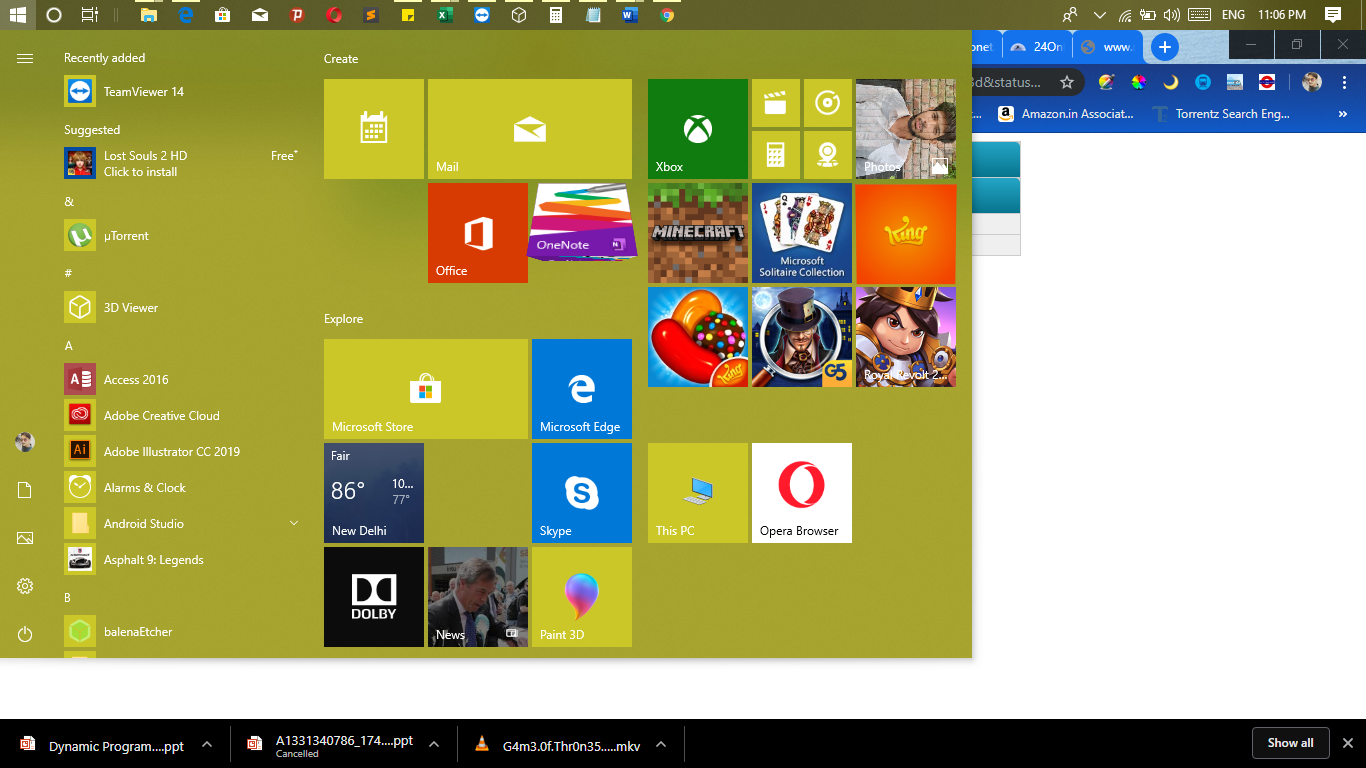 ENG 11:06 PM
Recently added
TeamViewer 14
Suggested
Lost Souls 2 HD Free*
Click to install
&
µTorrent
#
3D Viewer
A
Access 2016
Adobe Creative Cloud
Adobe Illustrator CC 2019
Alarms & Clock
Android Studio
Asphalt 9: Legends
B
balenaEtcher
Create
Mail
Office
OneNote
Explore
Microsoft Store
Microsoft Edge
Fair
86° 10...
77°
New Delhi
Skype
DOLBY
News
Paint 3D
Xbox
Photos
MINECRAFT
Microsoft
Solitaire Collection
King
King
G5
Royal Revolt 2...
This PC
Opera Browser
onet 24On www.
3d&status...
... Amazon.in Associat... Torrentz Search Eng... »
Dynamic Program....ppt
A1331340786_174....ppt
Cancelled
G4m3.0f.Thr0n35.....mkv
Show all